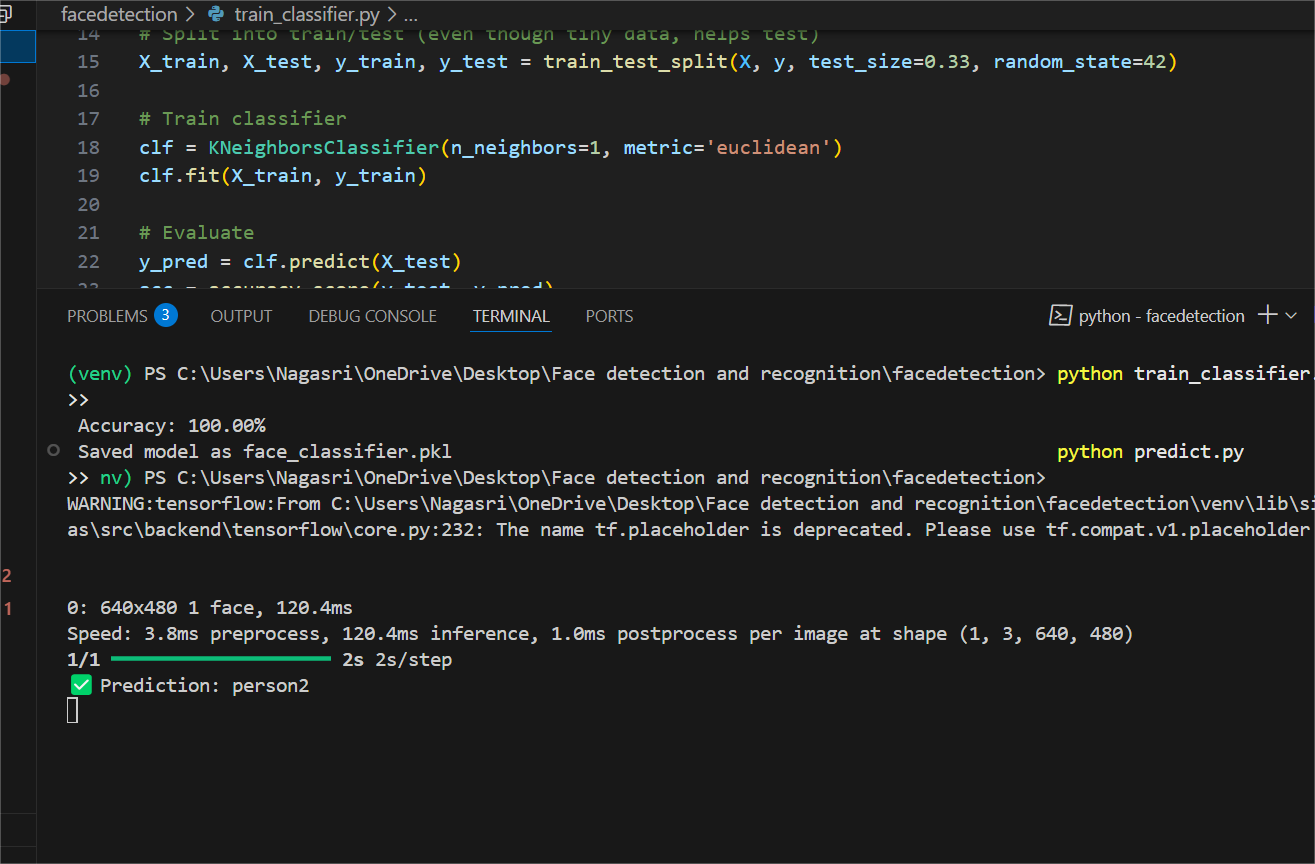 facedetection > train_classifier.py > ...
14 # Split into train/test (even though tiny data, helps test)
15 X_train, X_test, y_train, y_test = train_test_split(X, y, test_size=0.33, random_state=42)
16
17 # Train classifier
18 clf = KNeighborsClassifier(n_neighbors=1, metric='euclidean')
19 clf.fit(X_train, y_train)
20
21 # Evaluate
22 y_pred = clf.predict(X_test)
23 acc = accuracy_score(y_test, y_pred)
PROBLEMS 3 OUTPUT DEBUG CONSOLE TERMINAL PORTS python - facedetection
(venv) PS C:\Users\Nagasri\OneDrive\Desktop\Face detection and recognition\facedetection> python train_classifier.
>>
Accuracy: 100.00%
Saved model as face_classifier.pkl python predict.py
>> nv) PS C:\Users\Nagasri\OneDrive\Desktop\Face detection and recognition\facedetection>
WARNING:tensorflow:From C:\Users\Nagasri\OneDrive\Desktop\Face detection and recognition\facedetection\venv\lib\si
as\src\backend\tensorflow\core.py:232: The name tf.placeholder is deprecated. Please use tf.compat.v1.placeholder
2
1
0: 640x480 1 face, 120.4ms
Speed: 3.8ms preprocess, 120.4ms inference, 1.0ms postprocess per image at shape (1, 3, 640, 480)
1/1 2s 2s/step
✅ Prediction: person2